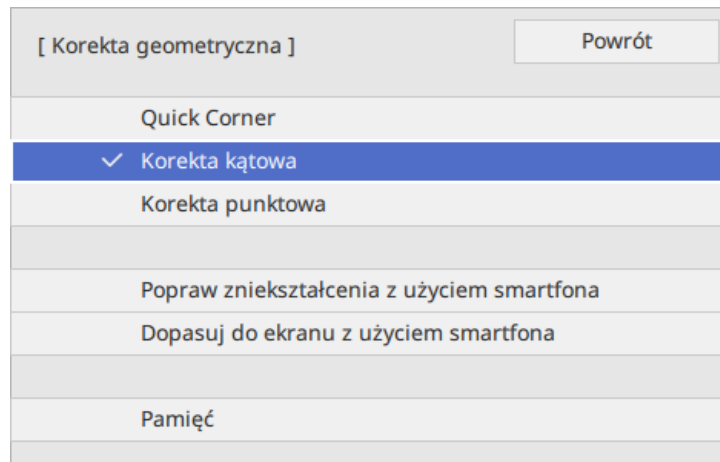 [ Korekta geometryczna ]
Powrót
Quick Corner
✓ Korekta kątowa
Korekta punktowa
Popraw zniekształcenia z użyciem smartfona
Dopasuj do ekranu z użyciem smartfona
Pamięć